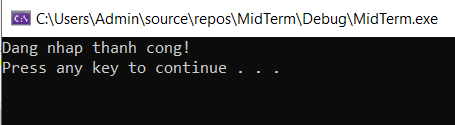 C:\Users\Admin\source\repos\MidTerm\Debug\MidTerm.exe
Dang nhap thanh cong!
Press any key to continue . . .